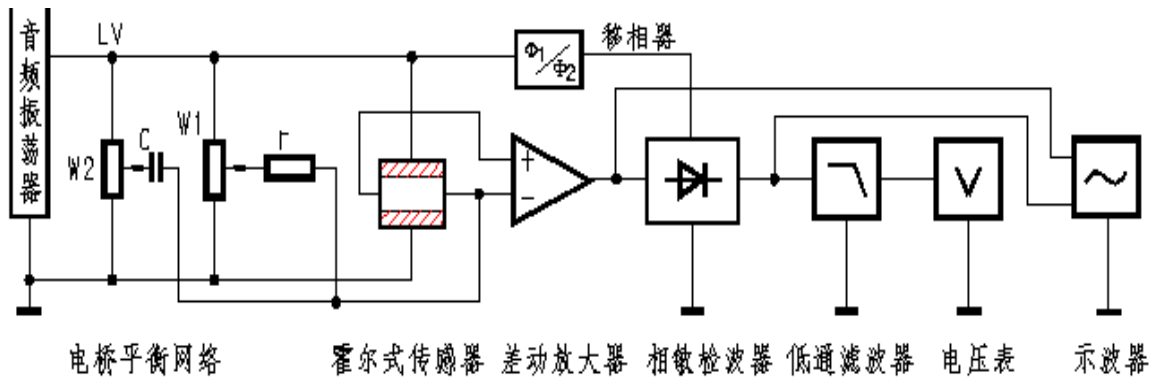 音频振荡器
LV
移相器
Φ1/Φ2
W1
C
r
W2
+
−
V
电桥平衡网络 霍尔式传感器 差动放大器 相敏检波器 低通滤波器 电压表 示波器